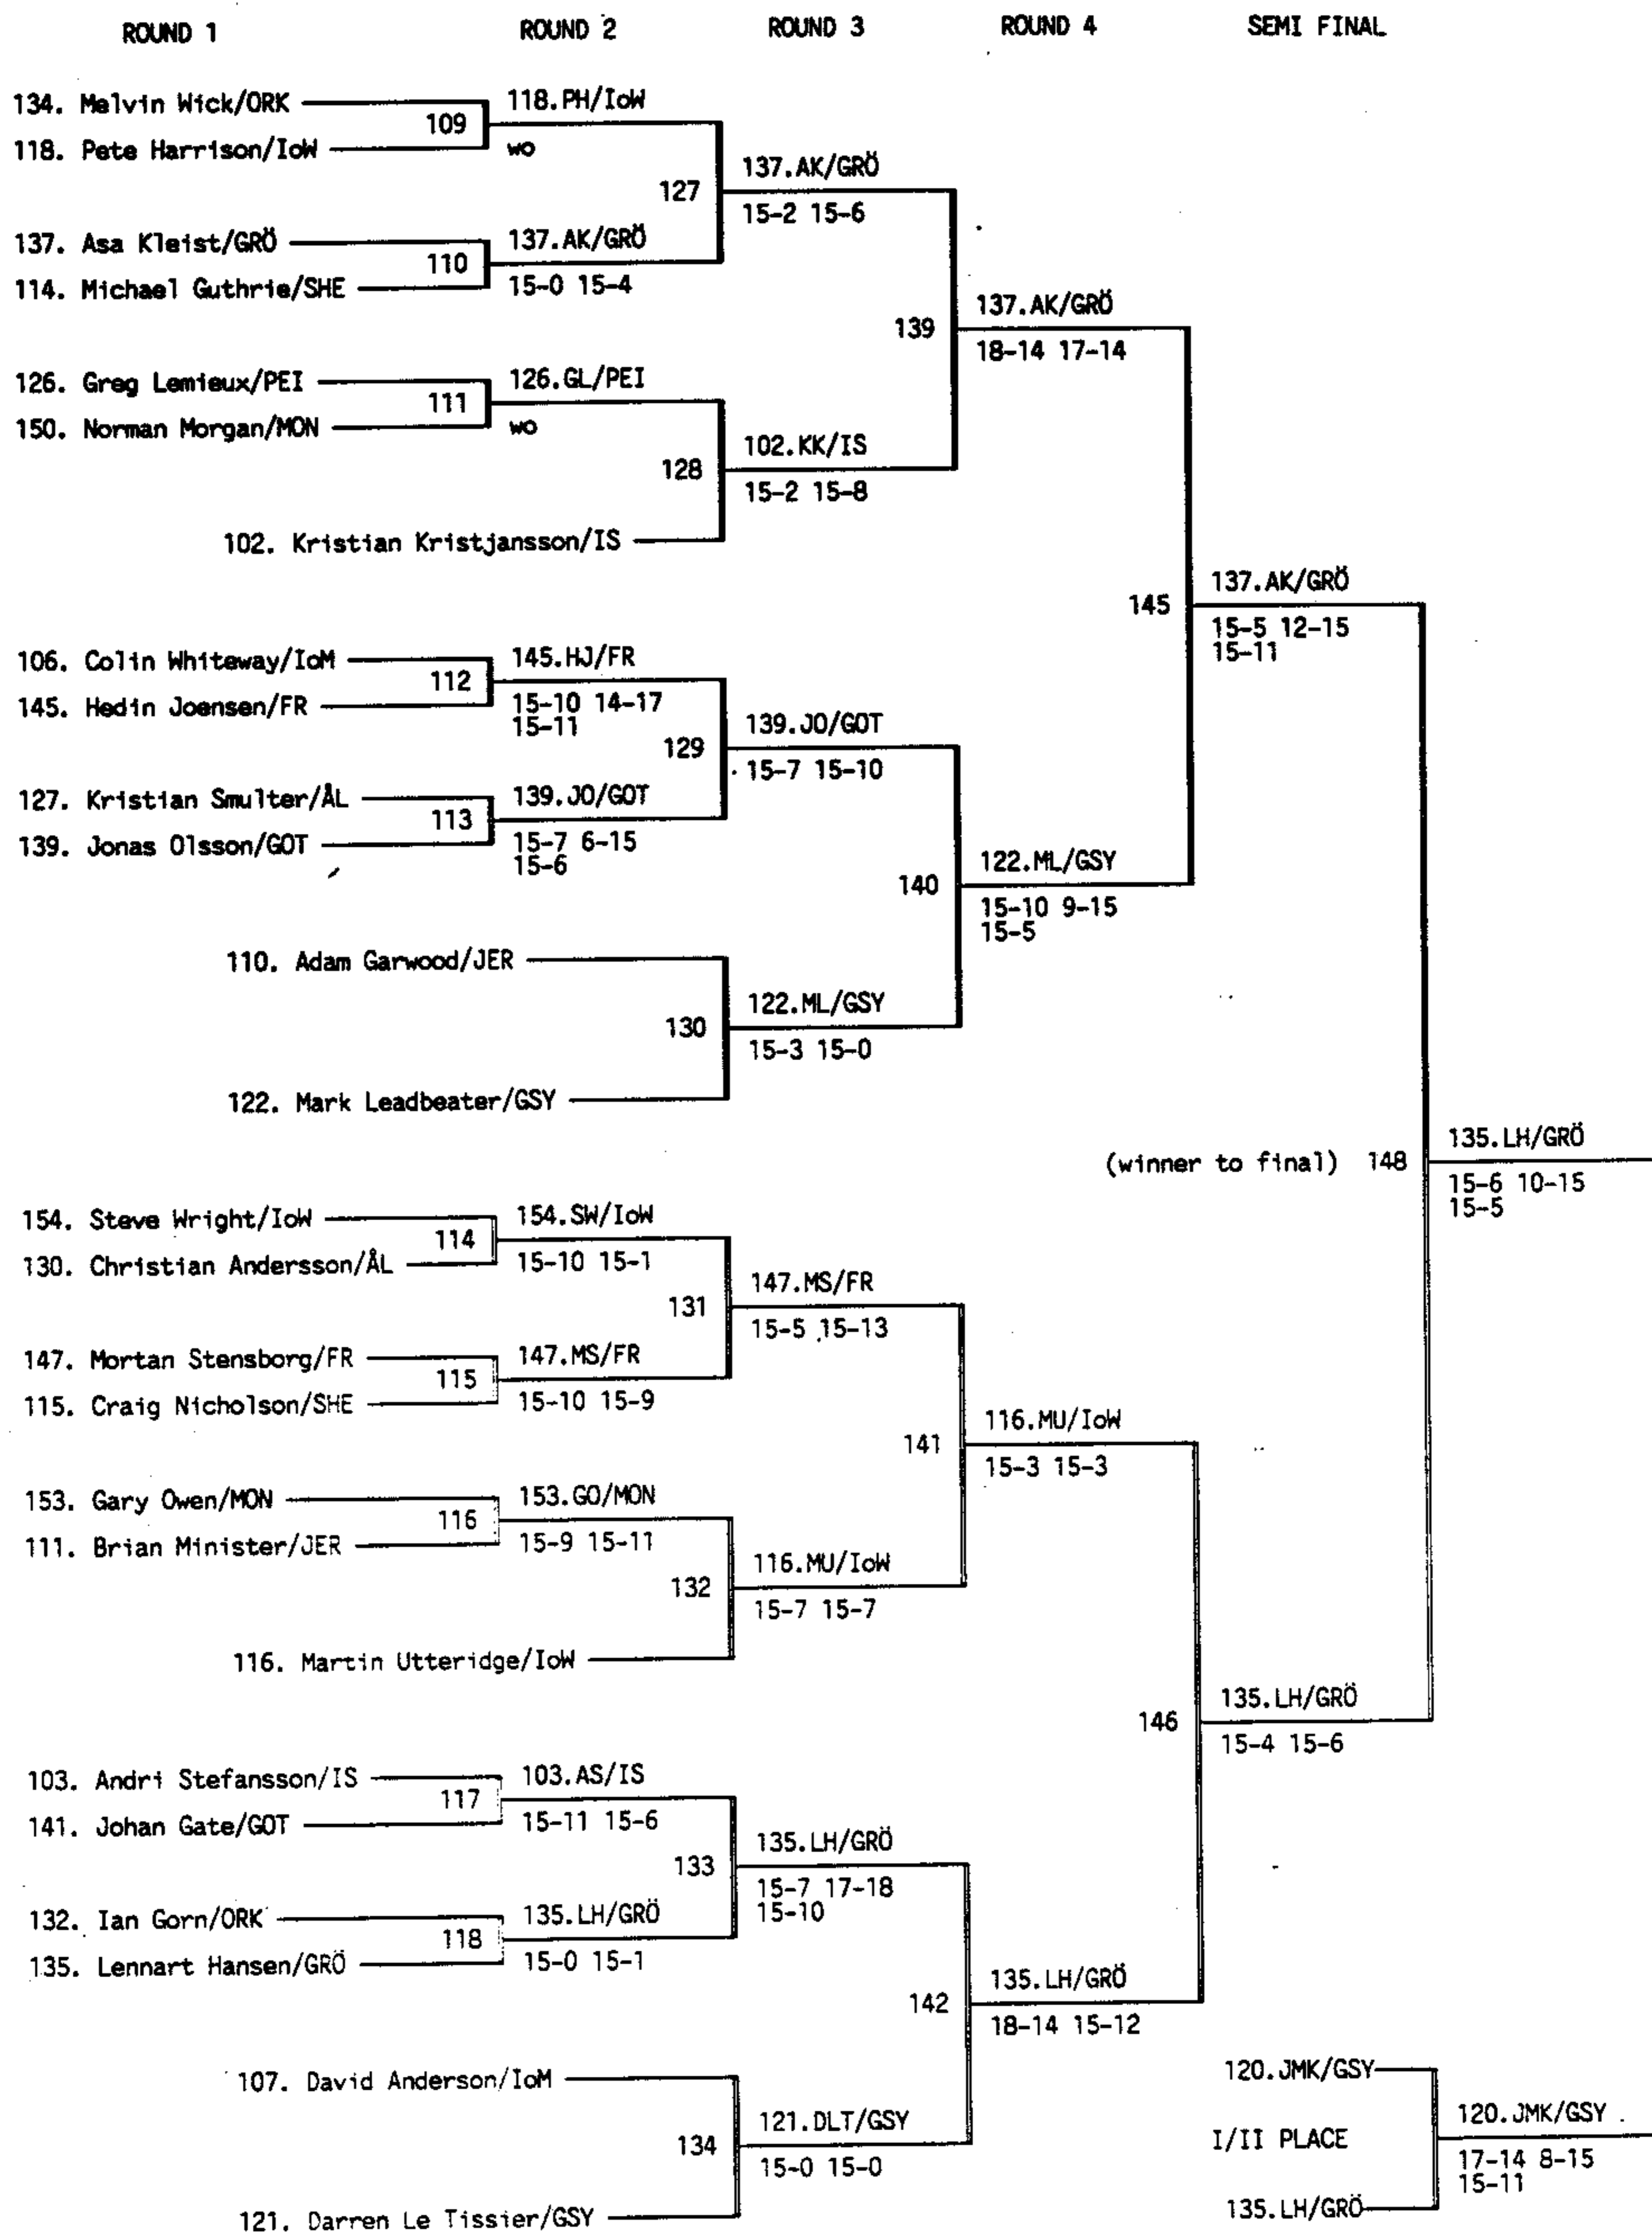 ROUND 1 ROUND 2 ROUND 3 ROUND 4 SEMI FINAL
134. Melvin Wick/ORK
109
118. Pete Harrison/IoW
118.PH/IoW
wo
127
137.AK/GRÖ
15-2 15-6
137. Asa Kleist/GRÖ
110
114. Michael Guthrie/SHE
137.AK/GRÖ
15-0 15-4
139
137.AK/GRÖ
18-14 17-14
126. Greg Lemieux/PEI
111
150. Norman Morgan/MON
126.GL/PEI
wo
128
102.KK/IS
15-2 15-8
102. Kristian Kristjansson/IS
145
137.AK/GRÖ
15-5 12-15
15-11
106. Colin Whiteway/IoM
112
145. Hedin Joensen/FR
145.HJ/FR
15-10 14-17
15-11
129
139.JO/GOT
15-7 15-10
127. Kristian Smulter/ÅL
113
139. Jonas Olsson/GOT
139.JO/GOT
15-7 6-15
15-6
140
122.ML/GSY
15-10 9-15
15-5
110. Adam Garwood/JER
130
122.ML/GSY
15-3 15-0
122. Mark Leadbeater/GSY
(winner to final) 148
135.LH/GRÖ
15-6 10-15
15-5
154. Steve Wright/IoW
114
130. Christian Andersson/ÅL
154.SW/IoW
15-10 15-1
131
147.MS/FR
15-5 15-13
147. Mortan Stensborg/FR
115
115. Craig Nicholson/SHE
147.MS/FR
15-10 15-9
141
116.MU/IoW
15-3 15-3
153. Gary Owen/MON
116
111. Brian Minister/JER
153.GO/MON
15-9 15-11
132
116.MU/IoW
15-7 15-7
116. Martin Utteridge/IoW
146
135.LH/GRÖ
15-4 15-6
103. Andri Stefansson/IS
117
141. Johan Gate/GOT
103.AS/IS
15-11 15-6
133
135.LH/GRÖ
15-7 17-18
15-10
132. Ian Gorn/ORK
118
135. Lennart Hansen/GRÖ
135.LH/GRÖ
15-0 15-1
142
135.LH/GRÖ
18-14 15-12
107. David Anderson/IoM
134
121.DLT/GSY
15-0 15-0
121. Darren Le Tissier/GSY
120.JMK/GSY
I/II PLACE
135.LH/GRÖ
120.JMK/GSY
17-14 8-15
15-11